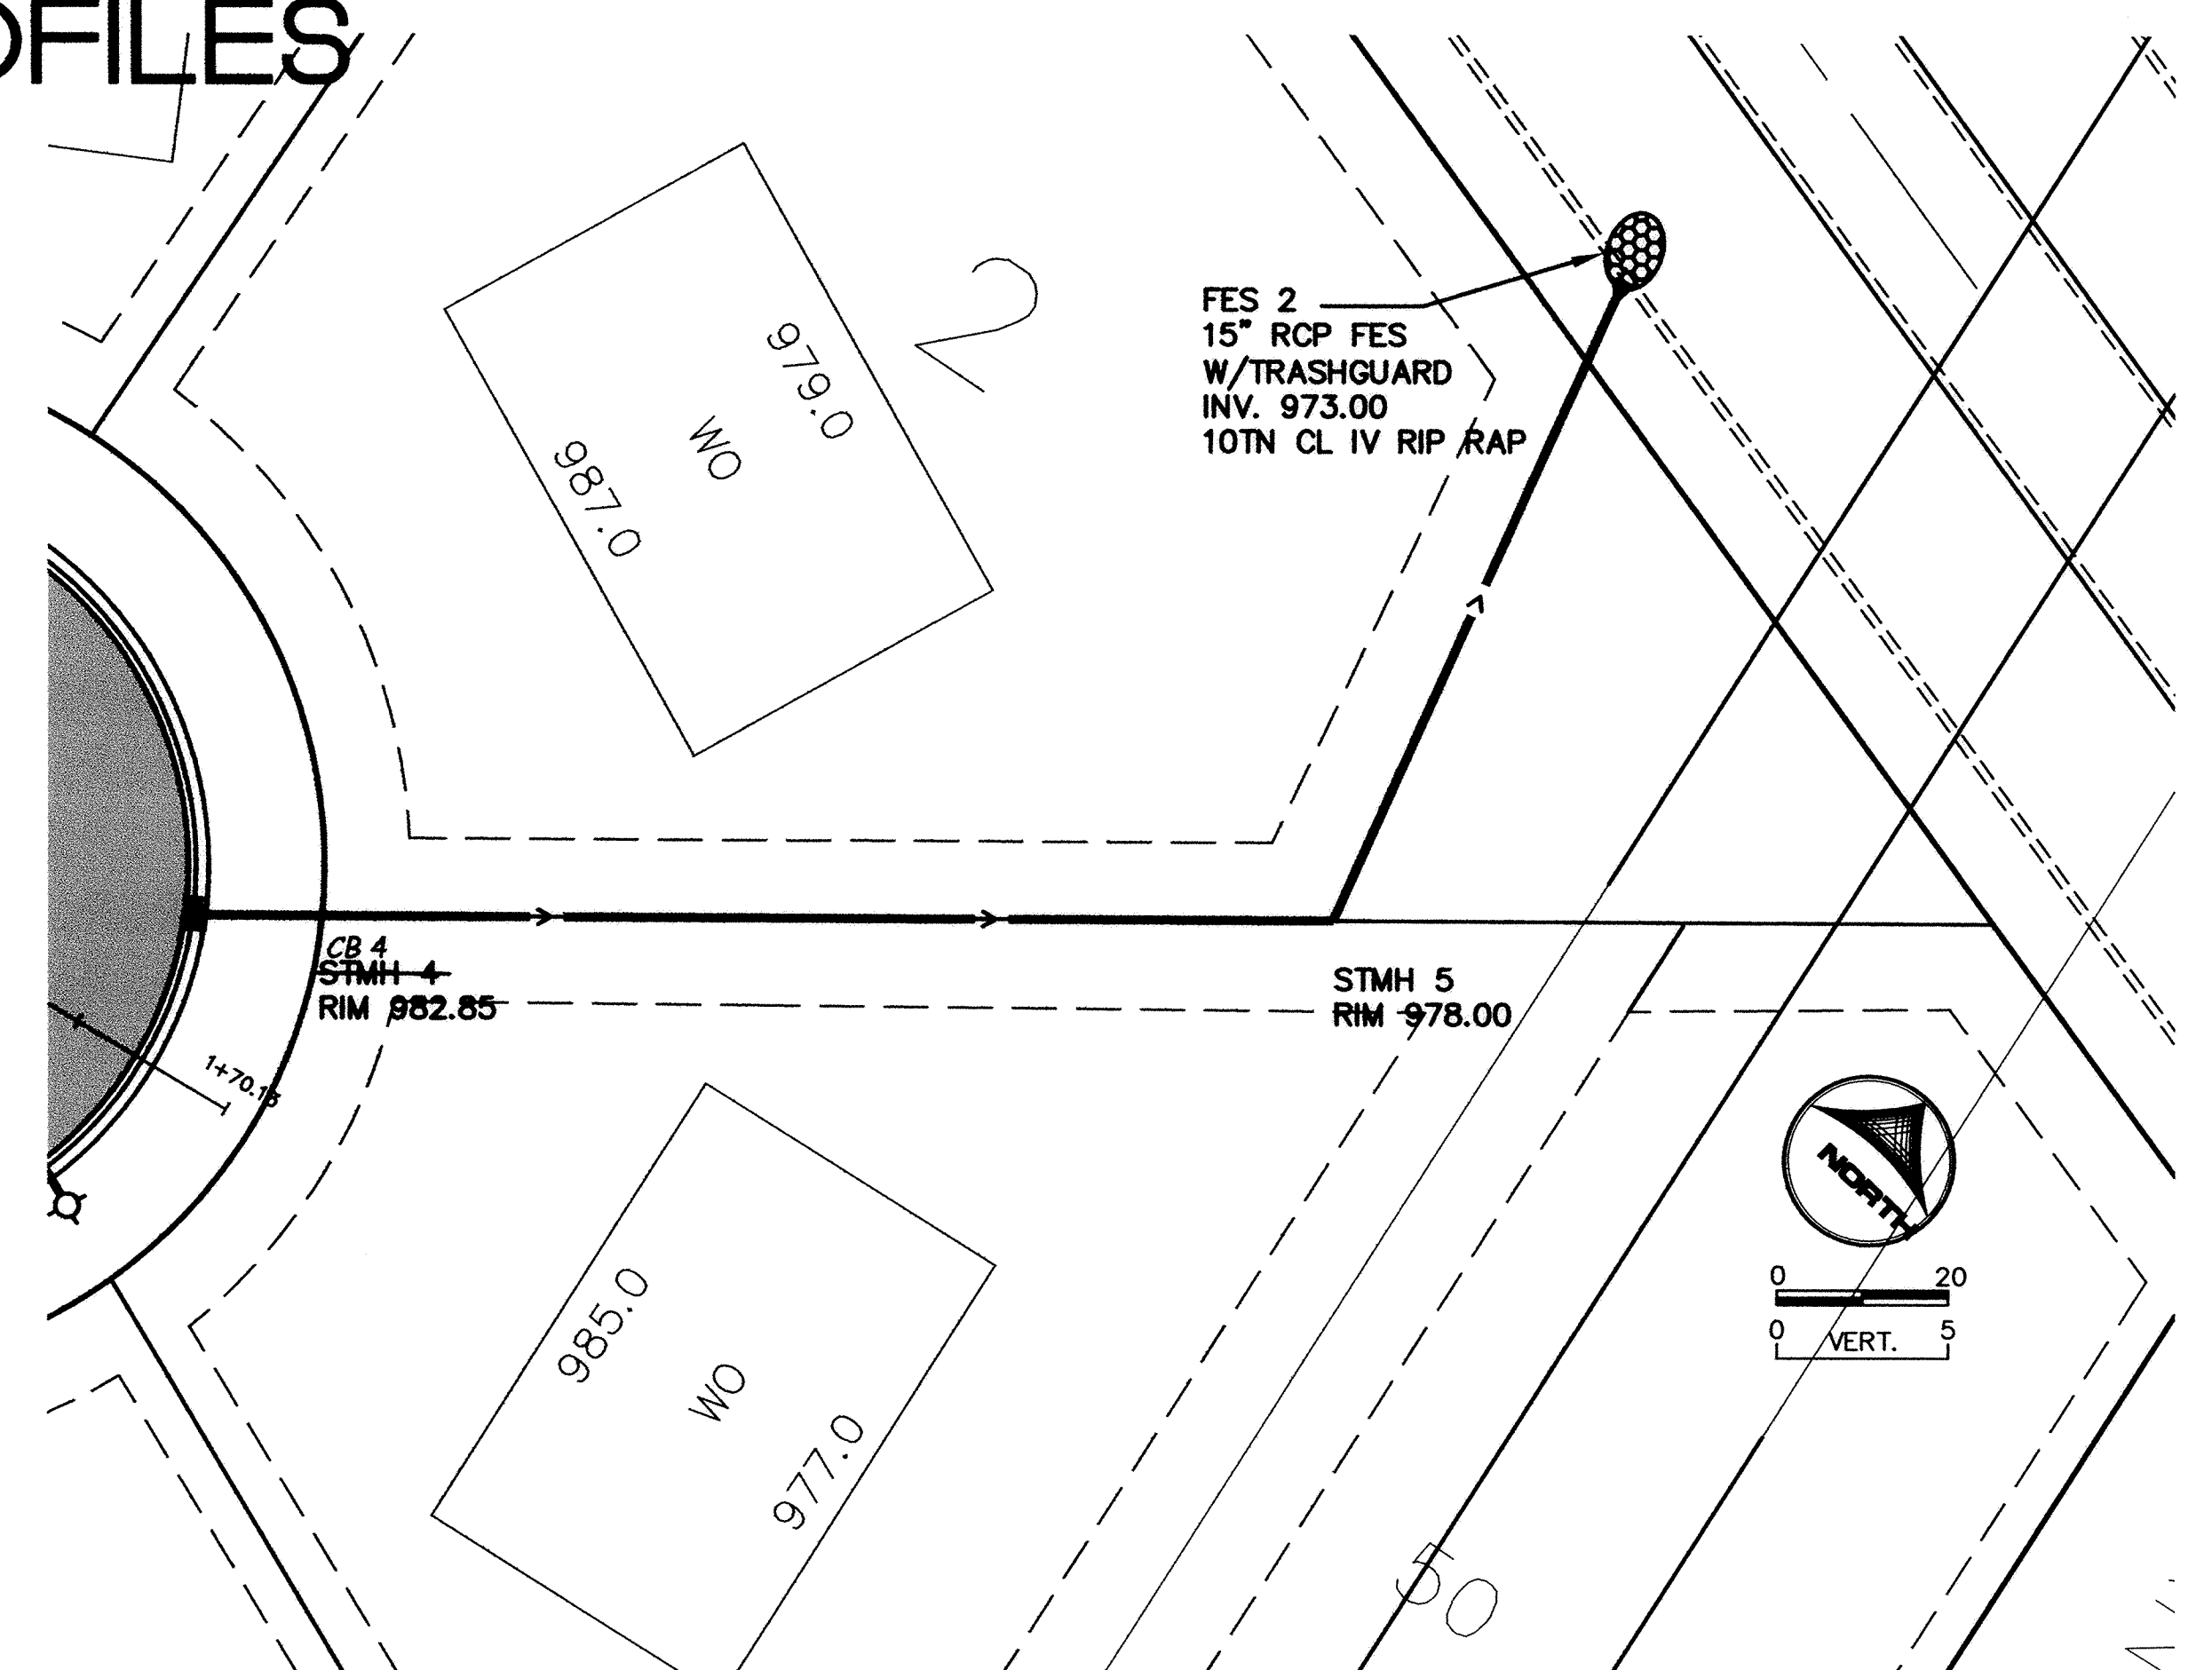 OFILES
2
979.0
WO
987.0
FES 2
15" RCP FES
W/TRASHGUARD
INV. 973.00
10TN CL IV RIP RAP
CB 4
STMH 4
RIM 982.85
STMH 5
RIM 978.00
1+70.18
NORTH
0 20
0 VERT. 5
985.0
WO
977.0
50